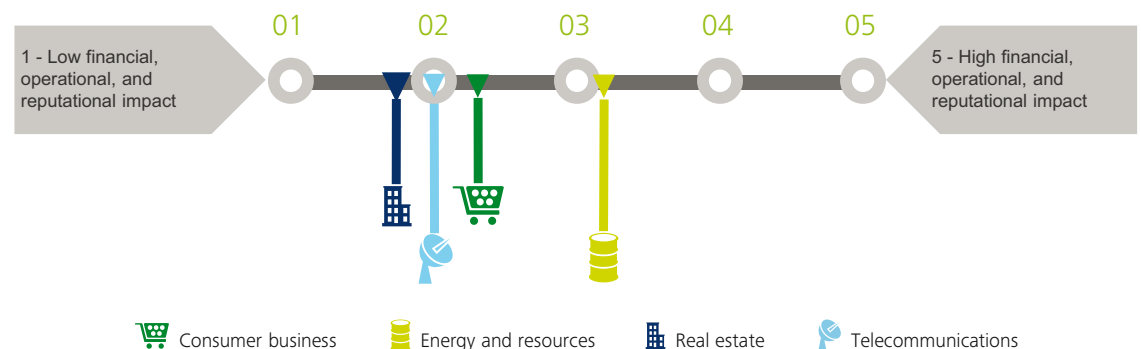 01 02 03 04 05
1 - Low financial,
operational, and
reputational impact
5 - High financial,
operational, and
reputational impact
Consumer business
Energy and resources
Real estate
Telecommunications